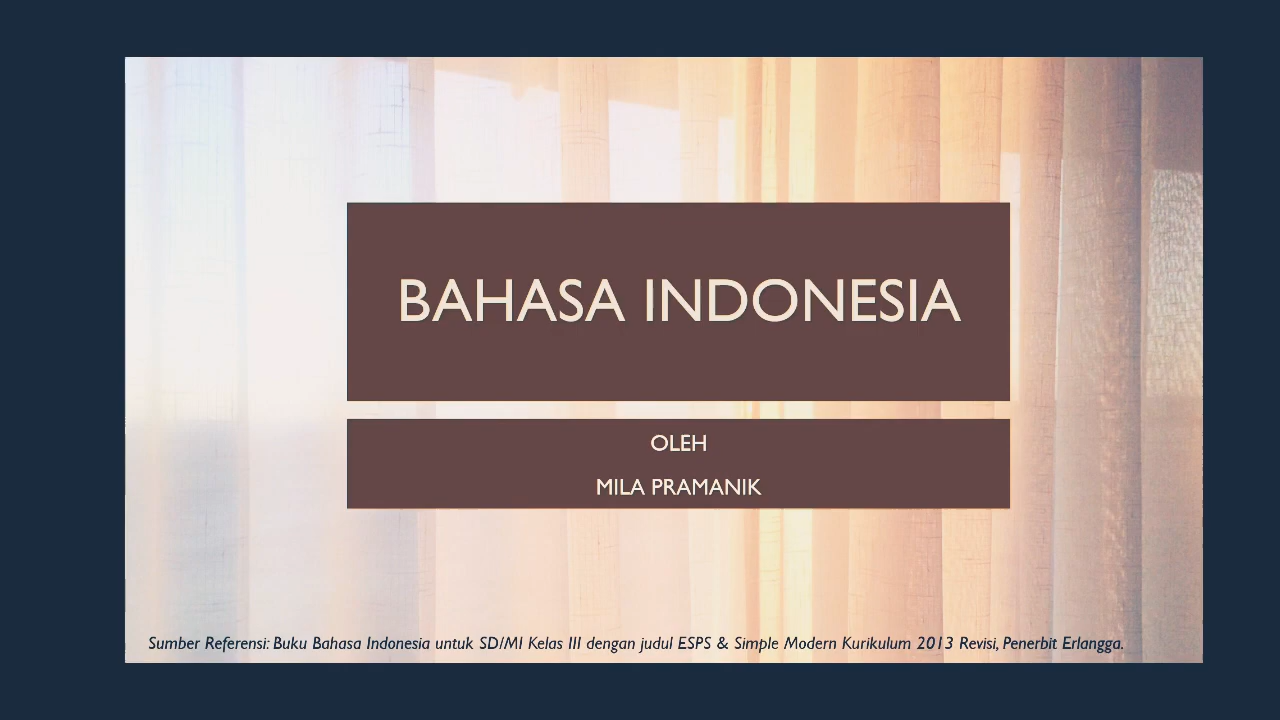 BAHASA INDONESIA
OLEH
MILA PRAMANIK
Sumber Referensi: Buku Bahasa Indonesia untuk SD/MI Kelas III dengan judul ESPS & Simple Modern Kurikulum 2013 Revisi, Penerbit Erlangga.